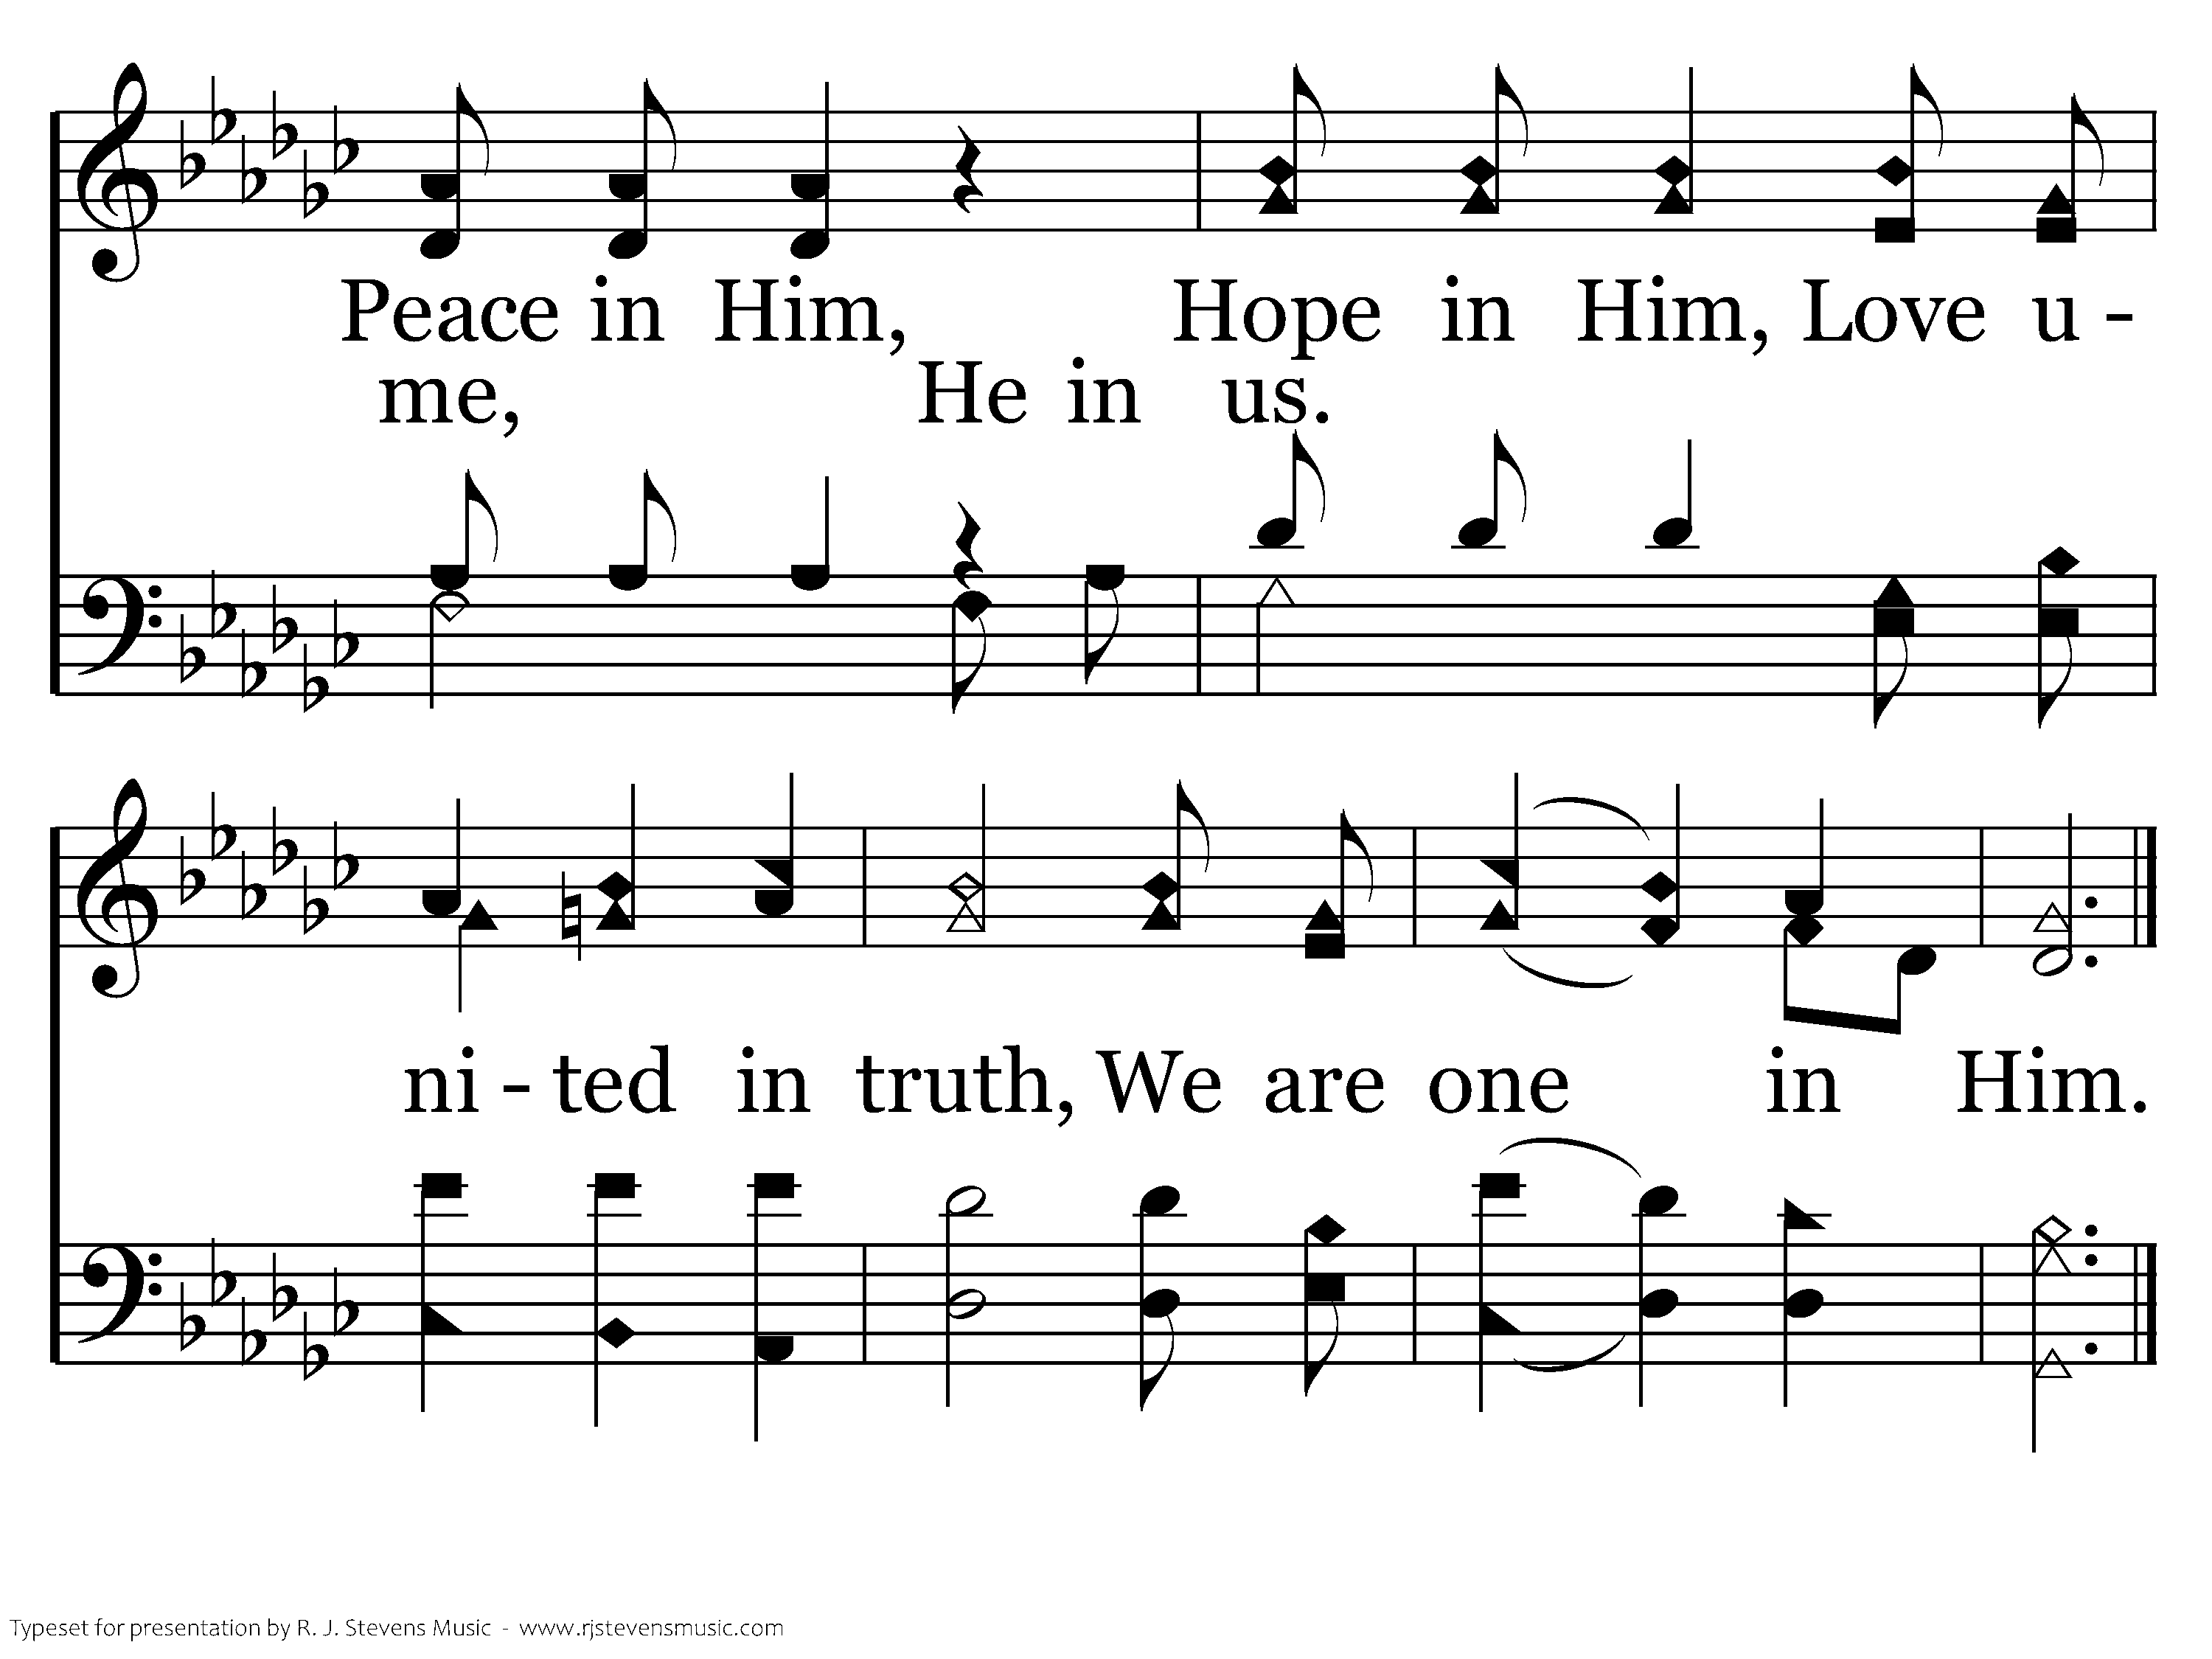 Peace in Him, Hope in Him, Love u -
me, He in us.
ni - ted in truth, We are one in Him.
Typeset for presentation by R. J. Stevens Music - www.rjstevensmusic.com